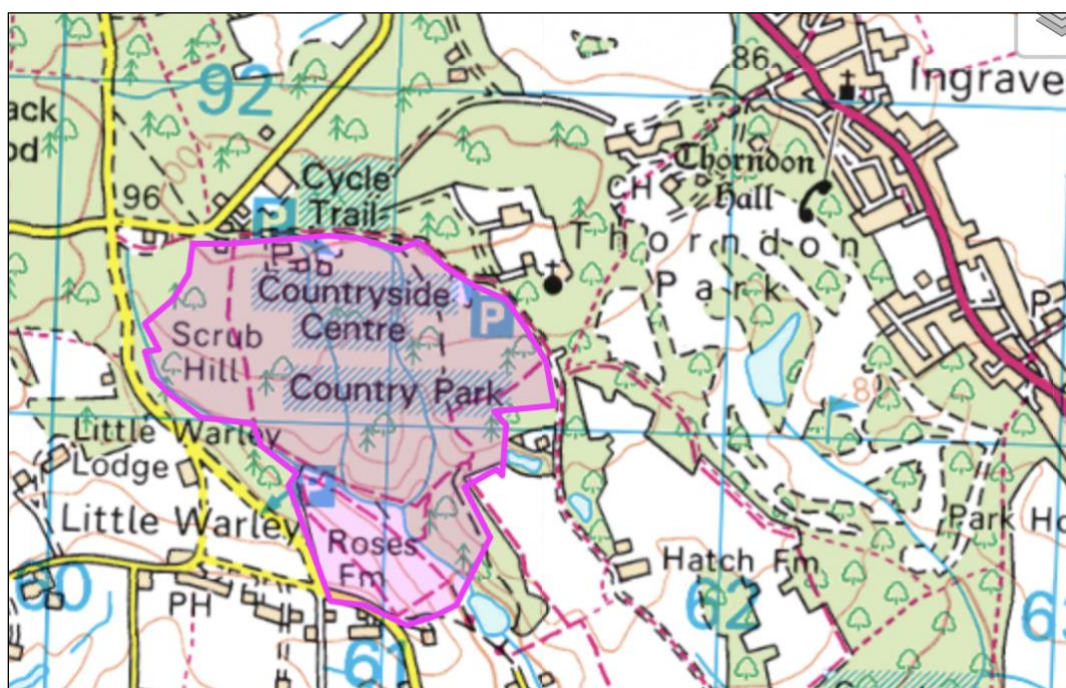 86
Ingrave
92
ack
od
Thorndon
Hall
CH
Cycle
Trail
P
96
Thorndon
Park
P
Countryside
Centre
P
P
Scrub
Hill
Country Park
Little Warley
Lodge
P
Little Warley
Park Ho
Roses
Fm
Hatch Fm
60
PH
62
61